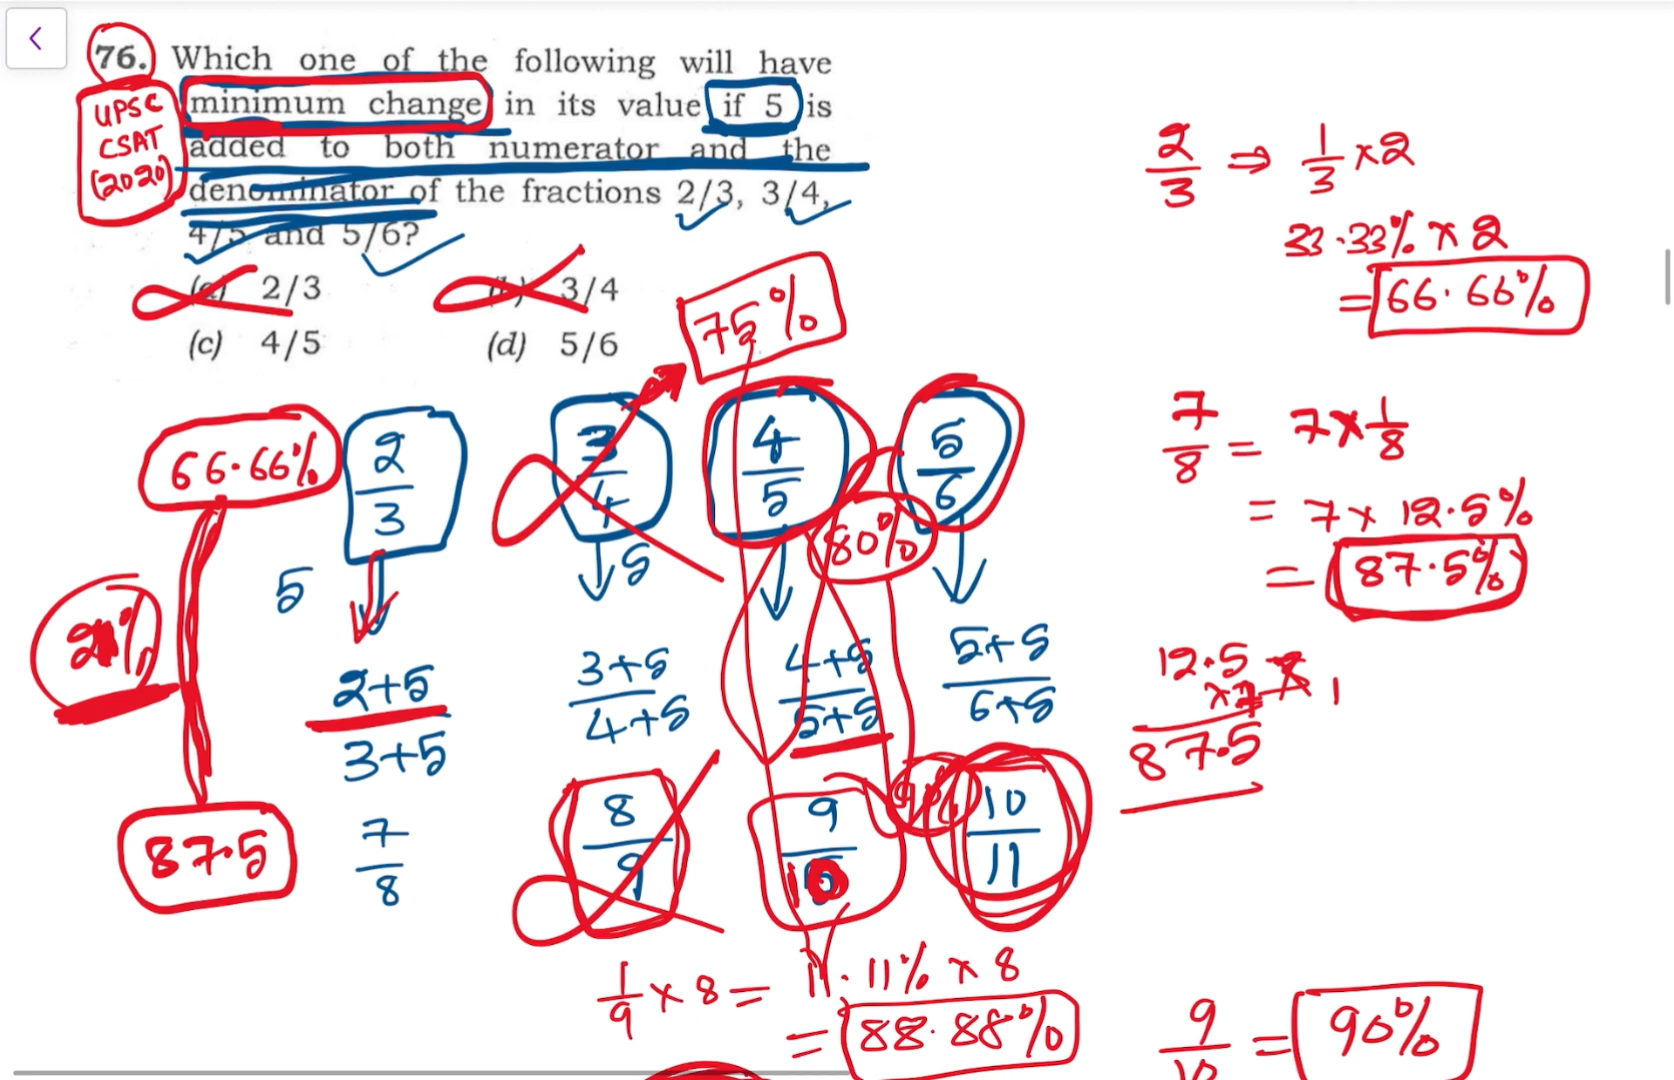 76. Which one of the following will have
minimum change in its value if 5 is
added to both numerator and the
denominator of the fractions 2/3, 3/4,
4/5 and 5/6?
UPSC
CSAT
(2020)
(a) 2/3 (b) 3/4
(c) 4/5 (d) 5/6
75%
66.66% 2/3 3/4 4/5 5/6
80%
5 5
21%
2+5/3+5 3+5/4+5 4+5/5+5 5+5/6+5
87.5 7/8 8/9 9/10 10/11
1/9 × 8 = 11.11% × 8
= 88.88%
2/3 ⇒ 1/3 × 2
33.33% × 2
= 66.66%
7/8 = 7 × 1/8
= 7 × 12.5%
= 87.5%
12.5
×7
87.5
9/10 = 90%